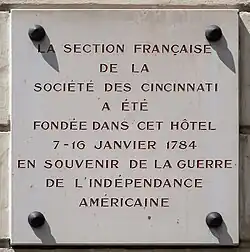 LA SECTION FRANÇAISE
DE LA
SOCIÉTÉ DES CINCINNATI
A ÉTÉ
FONDÉE DANS CET HÔTEL
7-16 JANVIER 1784
EN SOUVENIR DE LA GUERRE
DE L'INDÉPENDANCE
AMÉRICAINE